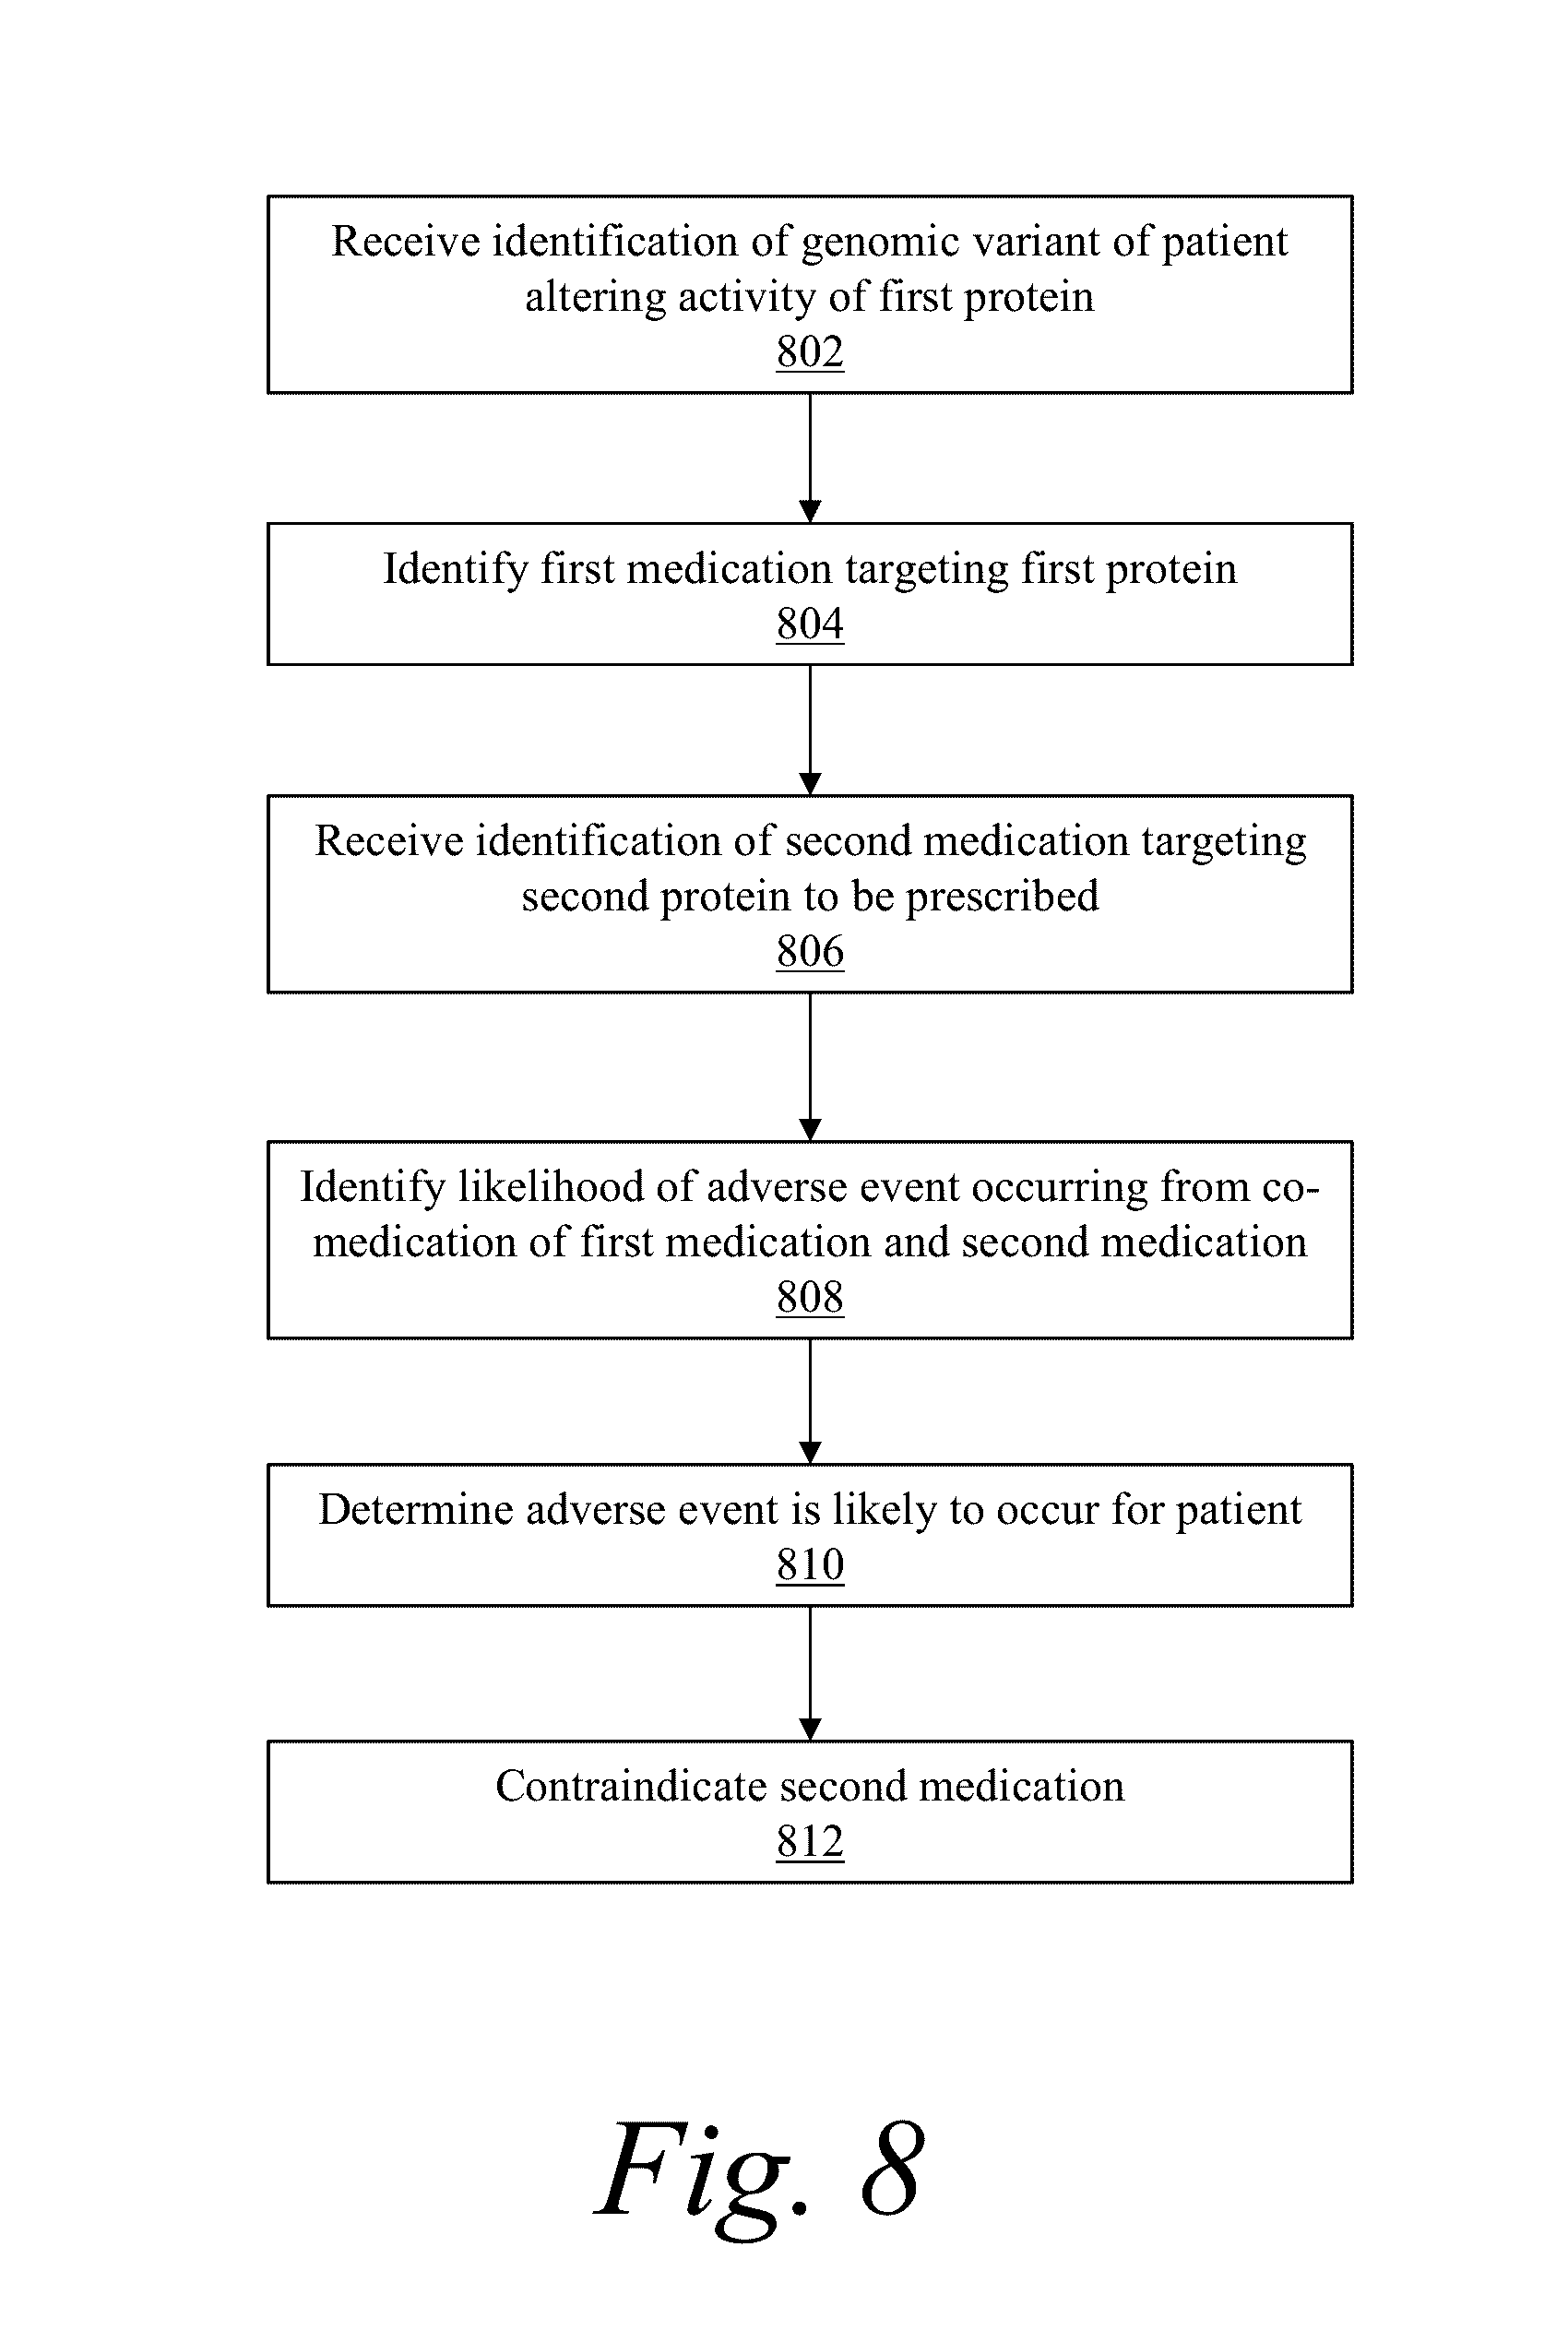 Receive identification of genomic variant of patient
altering activity of first protein
802
Identify first medication targeting first protein
804
Receive identification of second medication targeting
second protein to be prescribed
806
Identify likelihood of adverse event occurring from co-
medication of first medication and second medication
808
Determine adverse event is likely to occur for patient
810
Contraindicate second medication
812
Fig. 8